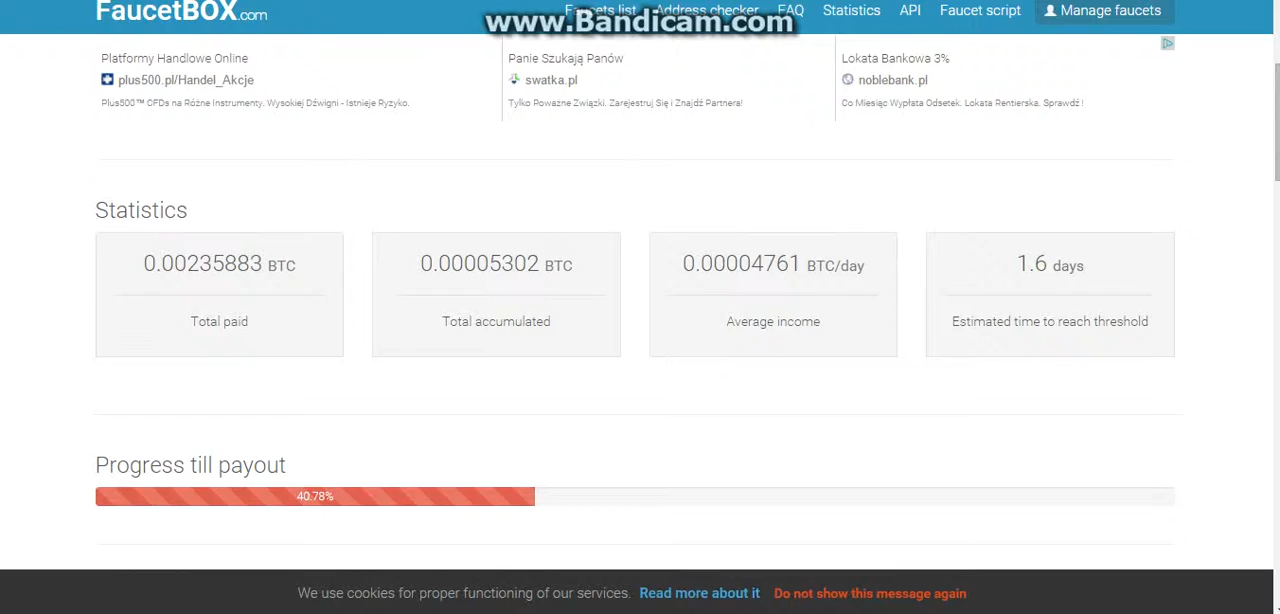 FaucetBOX.com
Faucets list Address checker FAQ Statistics API Faucet script Manage faucets
www.Bandicam.com
Platformy Handlowe Online
plus500.pl/Handel_Akcje
Plus500™ CFDs na Różne Instrumenty. Wysokiej Dźwigni - Istnieje Ryzyko.
Panie Szukają Panów
swatka.pl
Tylko Poważne Związki. Zarejestruj Się i Znajdź Partnera!
Lokata Bankowa 3%
noblebank.pl
Co Miesiąc Wypłata Odsetek. Lokata Rentierska. Sprawdź !
Statistics
0.00235883 BTC
Total paid
0.00005302 BTC
Total accumulated
0.00004761 BTC/day
Average income
1.6 days
Estimated time to reach threshold
Progress till payout
40.78%
We use cookies for proper functioning of our services. Read more about it Do not show this message again